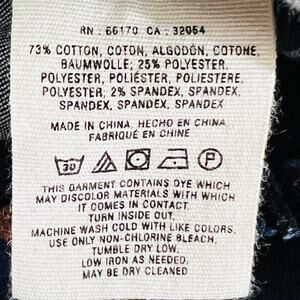 RN : 66170 CA : 32054
73% COTTON, COTON, ALGODÓN, COTONE,
BAUMWOLLE; 25% POLYESTER,
POLYESTER, POLIÉSTER, POLIESTERE,
POLYESTER; 2% SPANDEX, SPANDEX,
SPANDEX, SPANDEX, SPANDEX
MADE IN CHINA, HECHO EN CHINA,
FABRIQUÉ EN CHINE
30 P
THIS GARMENT CONTAINS DYE WHICH
MAY DISCOLOR MATERIALS WITH WHICH
IT COMES IN CONTACT.
TURN INSIDE OUT,
MACHINE WASH COLD WITH LIKE COLORS,
USE ONLY NON-CHLORINE BLEACH,
TUMBLE DRY LOW,
LOW IRON AS NEEDED,
MAY BE DRY CLEANED